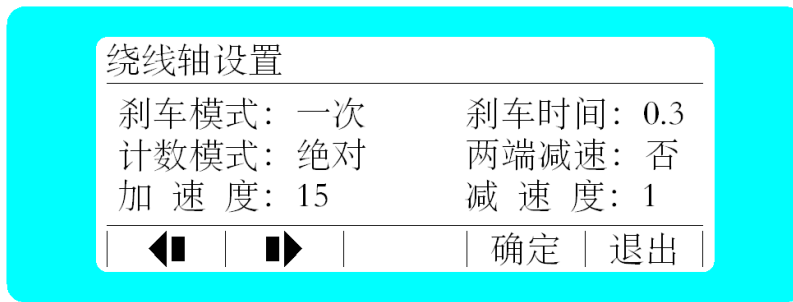 绕线轴设置
刹车模式：一次 刹车时间：0.3
计数模式：绝对 两端减速：否
加 速 度：15 减 速 度：1
确定 退出